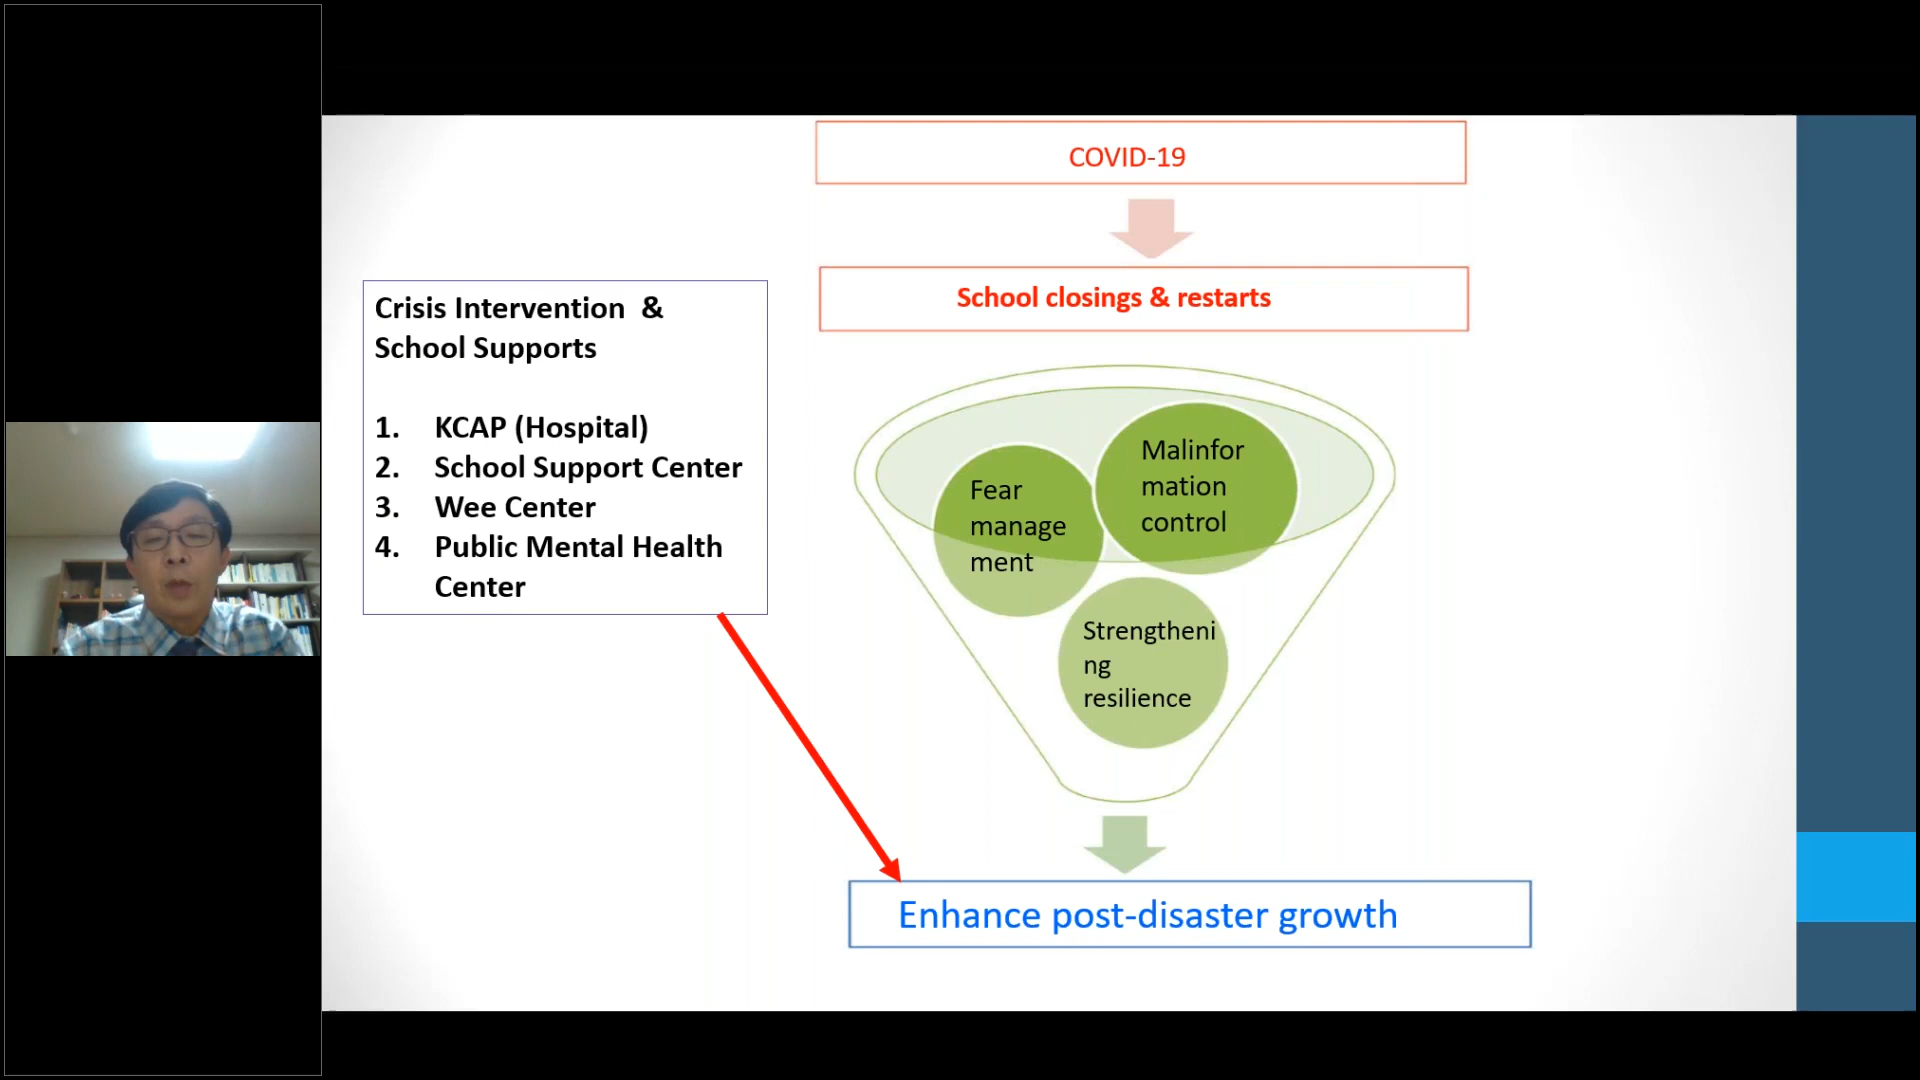 COVID-19
School closings & restarts
Crisis Intervention &
School Supports
1. KCAP (Hospital)
2. School Support Center
3. Wee Center
4. Public Mental Health
Center
Fear
manage
ment
Malinfor
mation
control
Strengtheni
ng
resilience
Enhance post-disaster growth